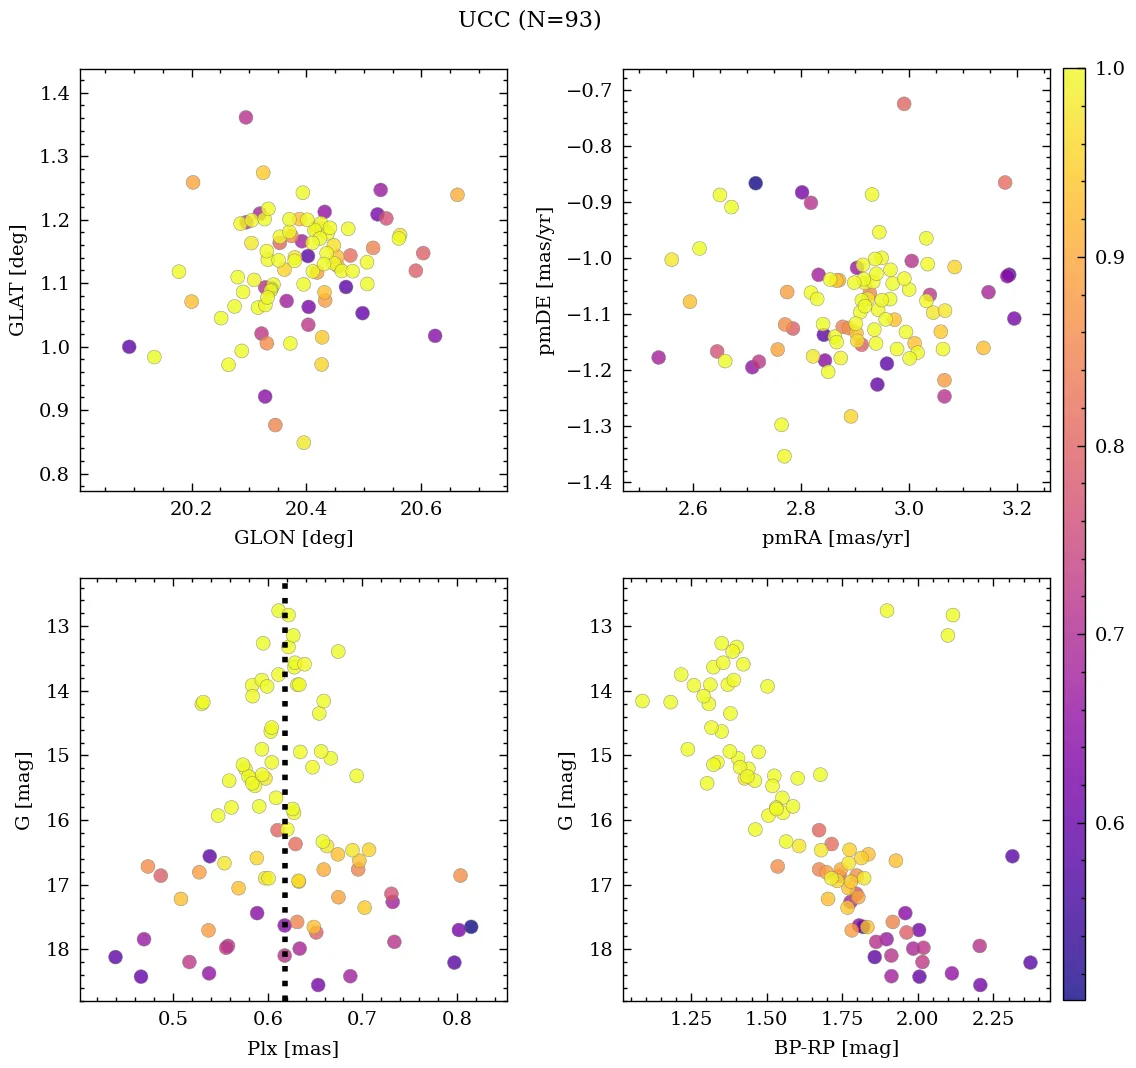 UCC (N=93)
1.4
1.3
1.2
1.1
1.0
0.9
0.8
GLAT [deg]
20.2 20.4 20.6
GLON [deg]
−0.7
−0.8
−0.9
−1.0
−1.1
−1.2
−1.3
−1.4
pmDE [mas/yr]
2.6 2.8 3.0 3.2
pmRA [mas/yr]
1.0
0.9
0.8
0.7
0.6
13
14
15
16
17
18
G [mag]
0.5 0.6 0.7 0.8
Plx [mas]
13
14
15
16
17
18
G [mag]
1.25 1.50 1.75 2.00 2.25
BP-RP [mag]